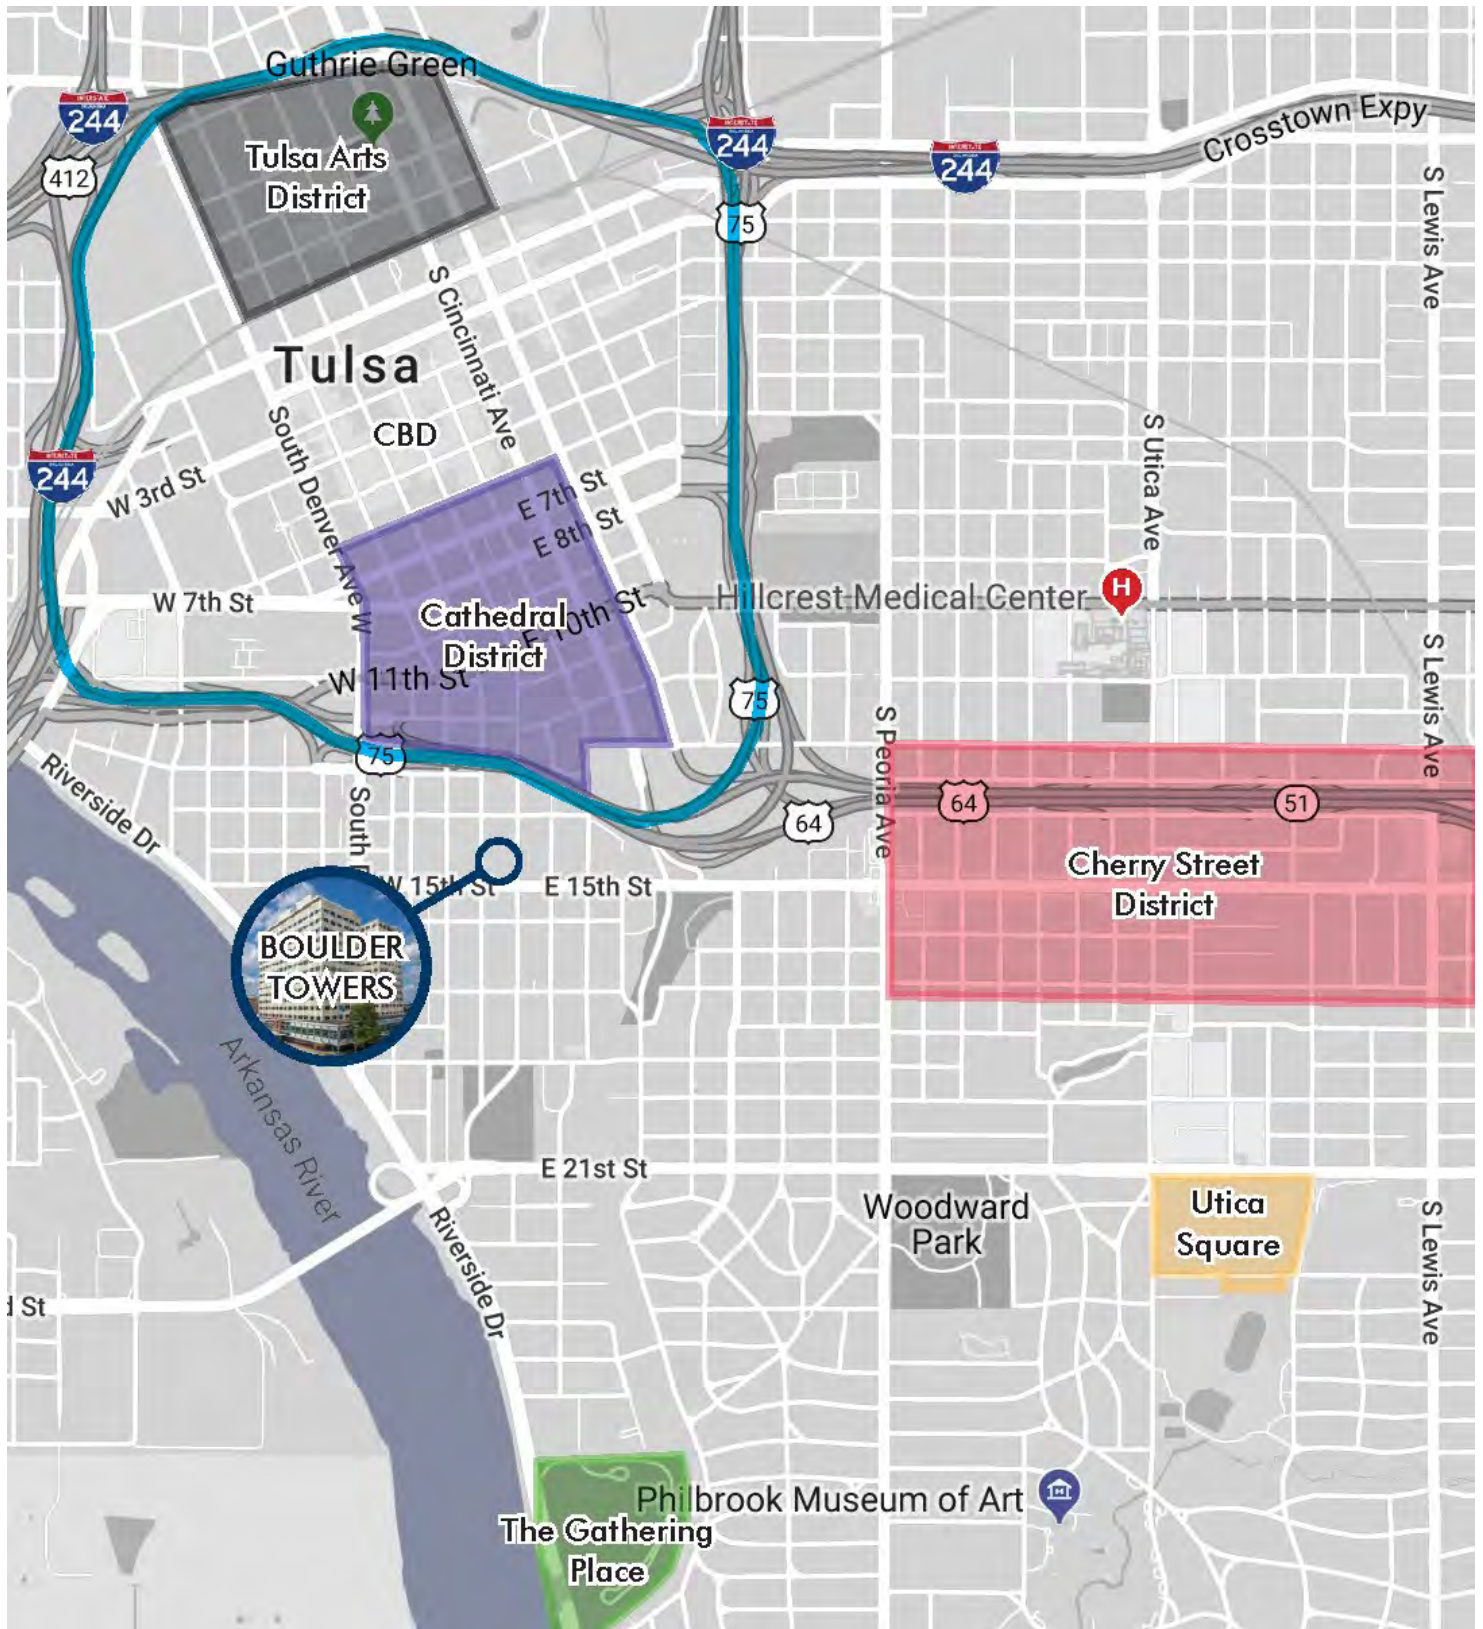 Guthrie Green
244
412
Tulsa Arts
District
244
244
Crosstown Expy
75
S Lewis Ave
S Cincinnati Ave
Tulsa
CBD
South Denver Ave W
244
W 3rd St
E 7th St
E 8th St
S Utica Ave
W 7th St
Cathedral
District
E 10th St
W 11th St
Hillcrest Medical Center
H
S Lewis Ave
75
75
S Peoria Ave
Riverside Dr
64
64
51
Cherry Street
District
South
W 15th St
E 15th St
BOULDER
TOWERS
Arkansas River
E 21st St
Riverside Dr
Woodward
Park
Utica
Square
S Lewis Ave
d St
Philbrook Museum of Art
The Gathering
Place